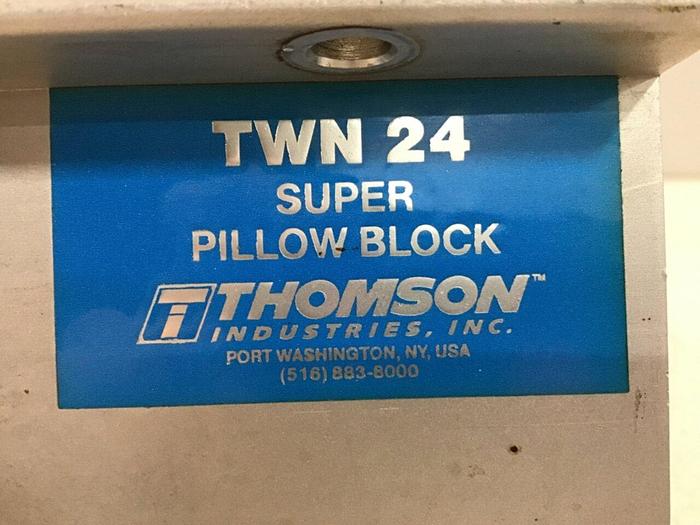 TWN 24
SUPER
PILLOW BLOCK
THOMSON™
INDUSTRIES, INC.
PORT WASHINGTON, NY, USA
(516) 883-8000